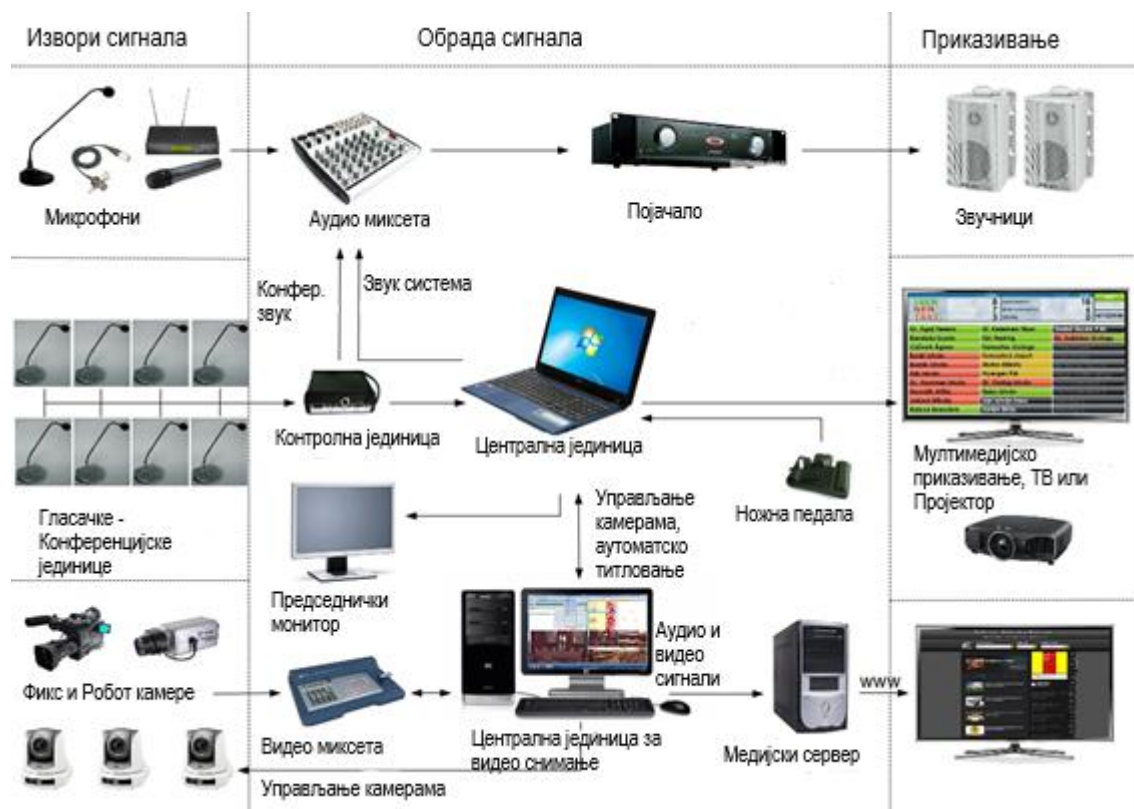 Извори сигнала
Обрада сигнала
Приказивање
Микрофони
Аудио миксета
Појачало
Звучници
Конфер.
звук
Звук система
Контролна јединица
Централна јединица
Ножна педала
Мултимедијско
приказивање, ТВ или
Пројектор
Гласачке -
Конференцијске
јединице
Председнички
монитор
Управљање
камерама,
аутоматско
титловање
Фикс и Робот камере
Видео миксета
Централна јединица за
видео снимање
Аудио и
видео
сигнали
Медијски сервер
www
Управљање камерама